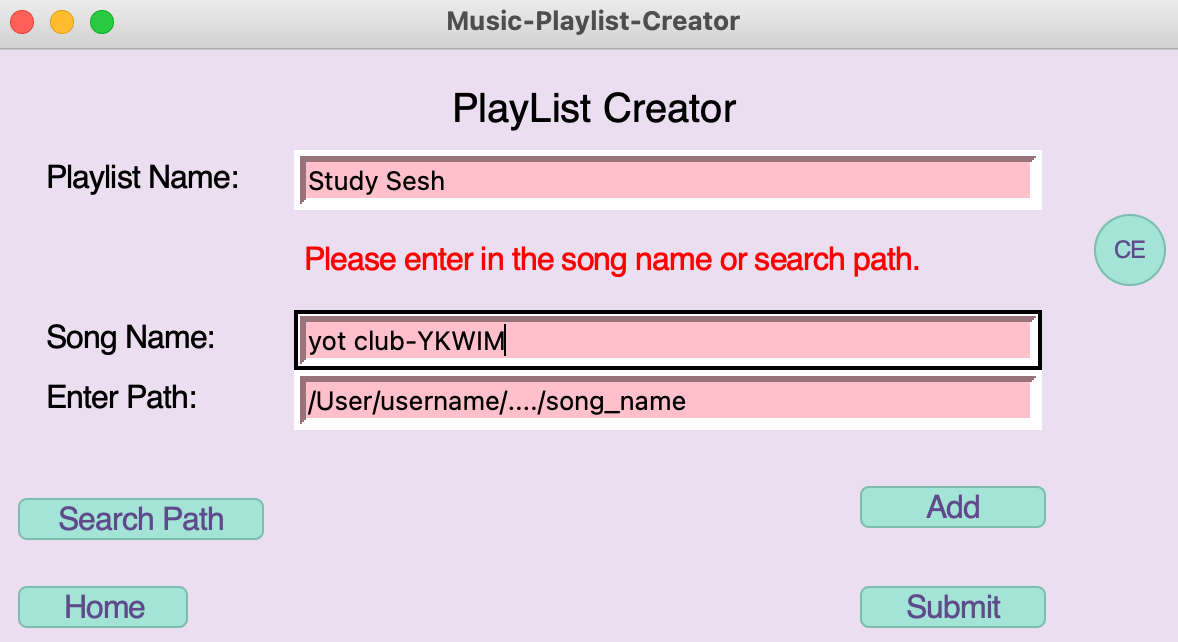 Music-Playlist-Creator
PlayList Creator
Playlist Name: Study Sesh
Please enter in the song name or search path.
CE
Song Name: yot club-YKWIM
Enter Path: /User/username/..../song_name
Search Path Add
Home Submit